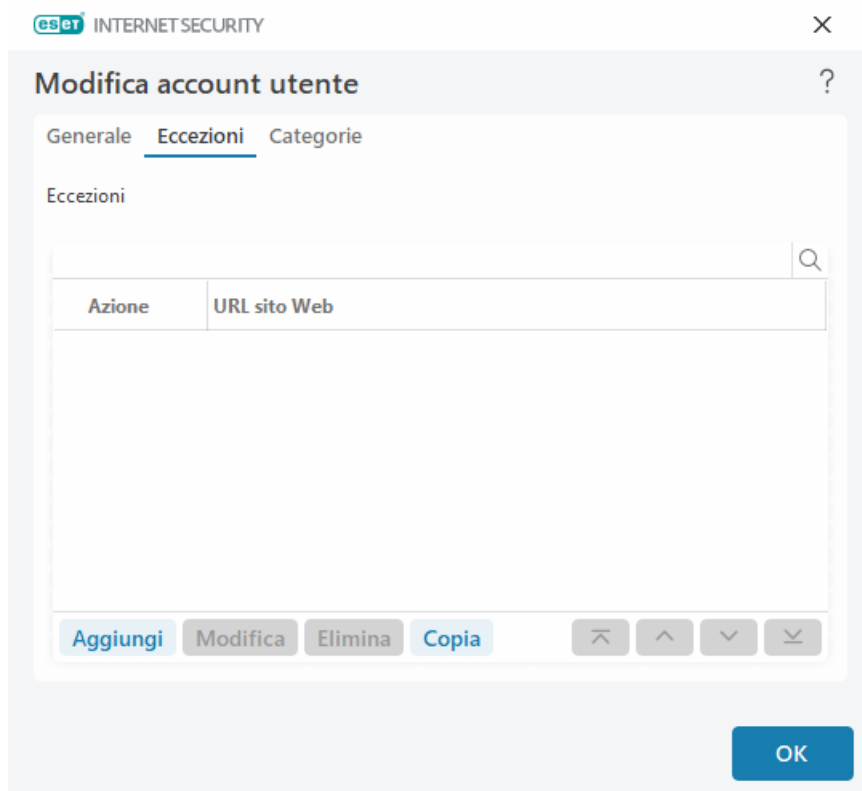 eset INTERNET SECURITY
Modifica account utente ?
Generale Eccezioni Categorie
Eccezioni
Azione URL sito Web
Aggiungi Modifica Elimina Copia
OK